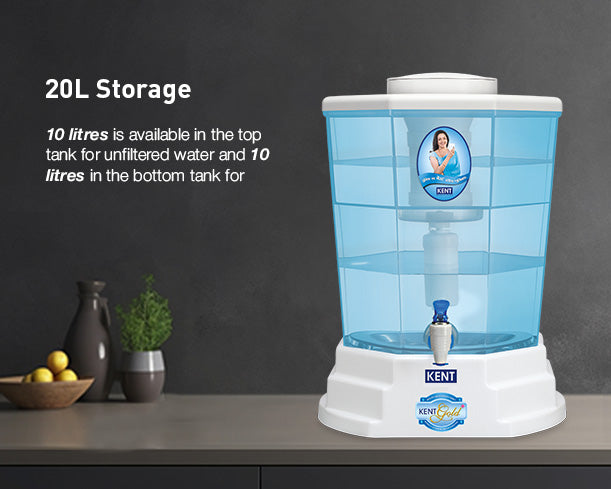 20L Storage
10 litres is available in the top
tank for unfiltered water and 10
litres in the bottom tank for
KENT
KENT
KENT Gold